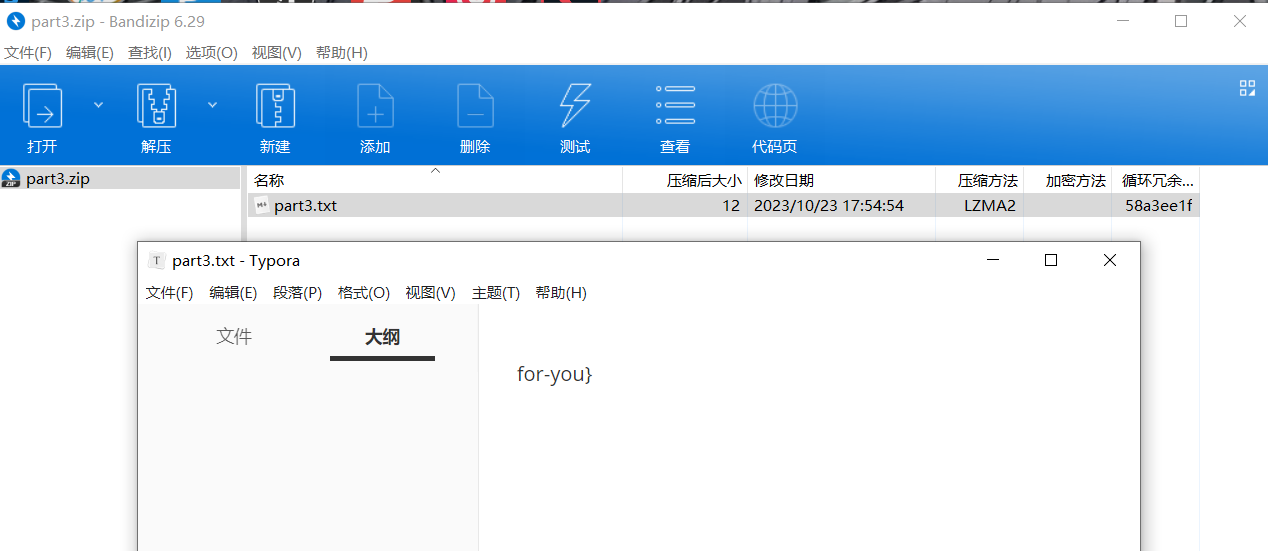 part3.zip - Bandizip 6.29
文件(F) 编辑(E) 查找(I) 选项(O) 视图(V) 帮助(H)
打开 解压 新建 添加 删除 测试 查看 代码页
part3.zip
名称 压缩后大小 修改日期 压缩方法 加密方法 循环冗余...
part3.txt 12 2023/10/23 17:54:54 LZMA2 58a3ee1f
part3.txt - Typora
文件(F) 编辑(E) 段落(P) 格式(O) 视图(V) 主题(T) 帮助(H)
文件 大纲
for-you}